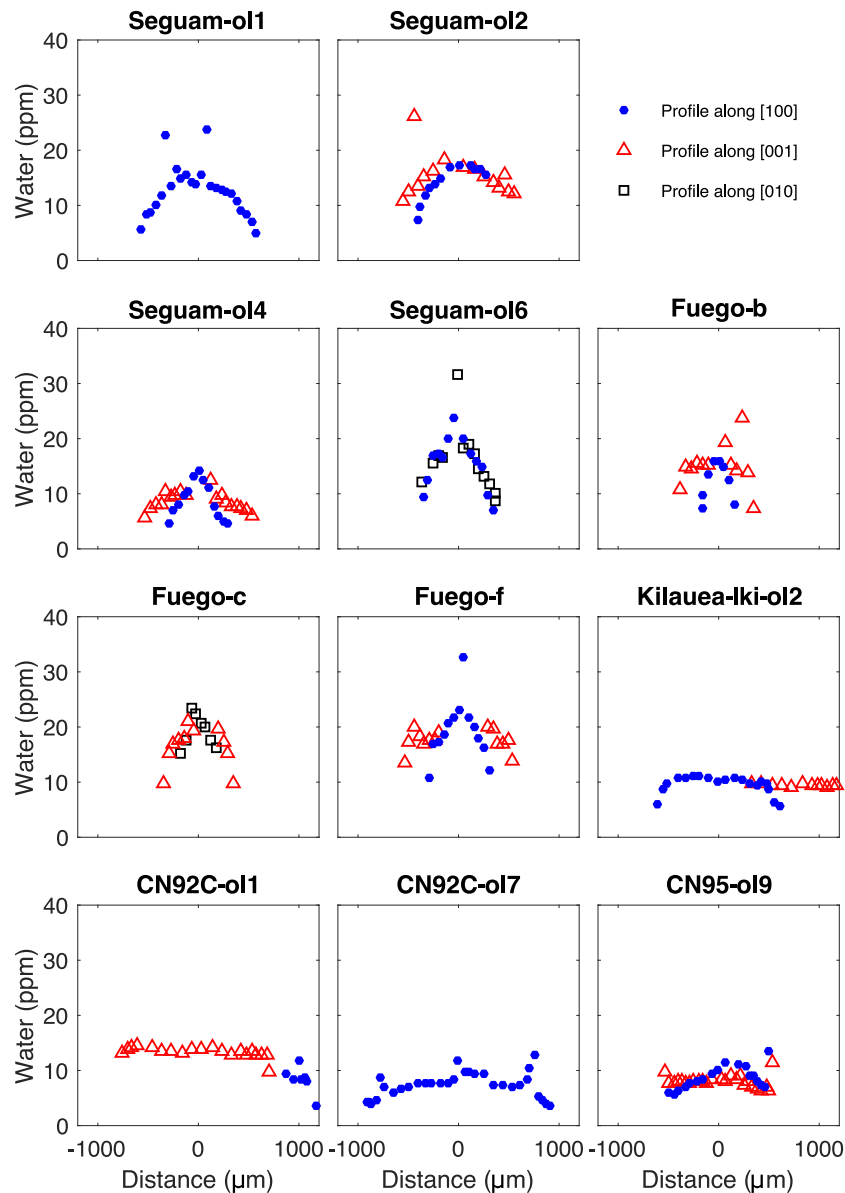 Seguam-ol1
Seguam-ol2
40
30
20
10
0
Water (ppm)
Profile along [100]
Profile along [001]
Profile along [010]
Seguam-ol4
Seguam-ol6
Fuego-b
40
30
20
10
0
Water (ppm)
Fuego-c
Fuego-f
Kilauea-Iki-ol2
40
30
20
10
0
Water (ppm)
CN92C-ol1
CN92C-ol7
CN95-ol9
40
30
20
10
0
Water (ppm)
-1000 0 1000
-1000 0 1000
-1000 0 1000
Distance (µm)
Distance (µm)
Distance (µm)